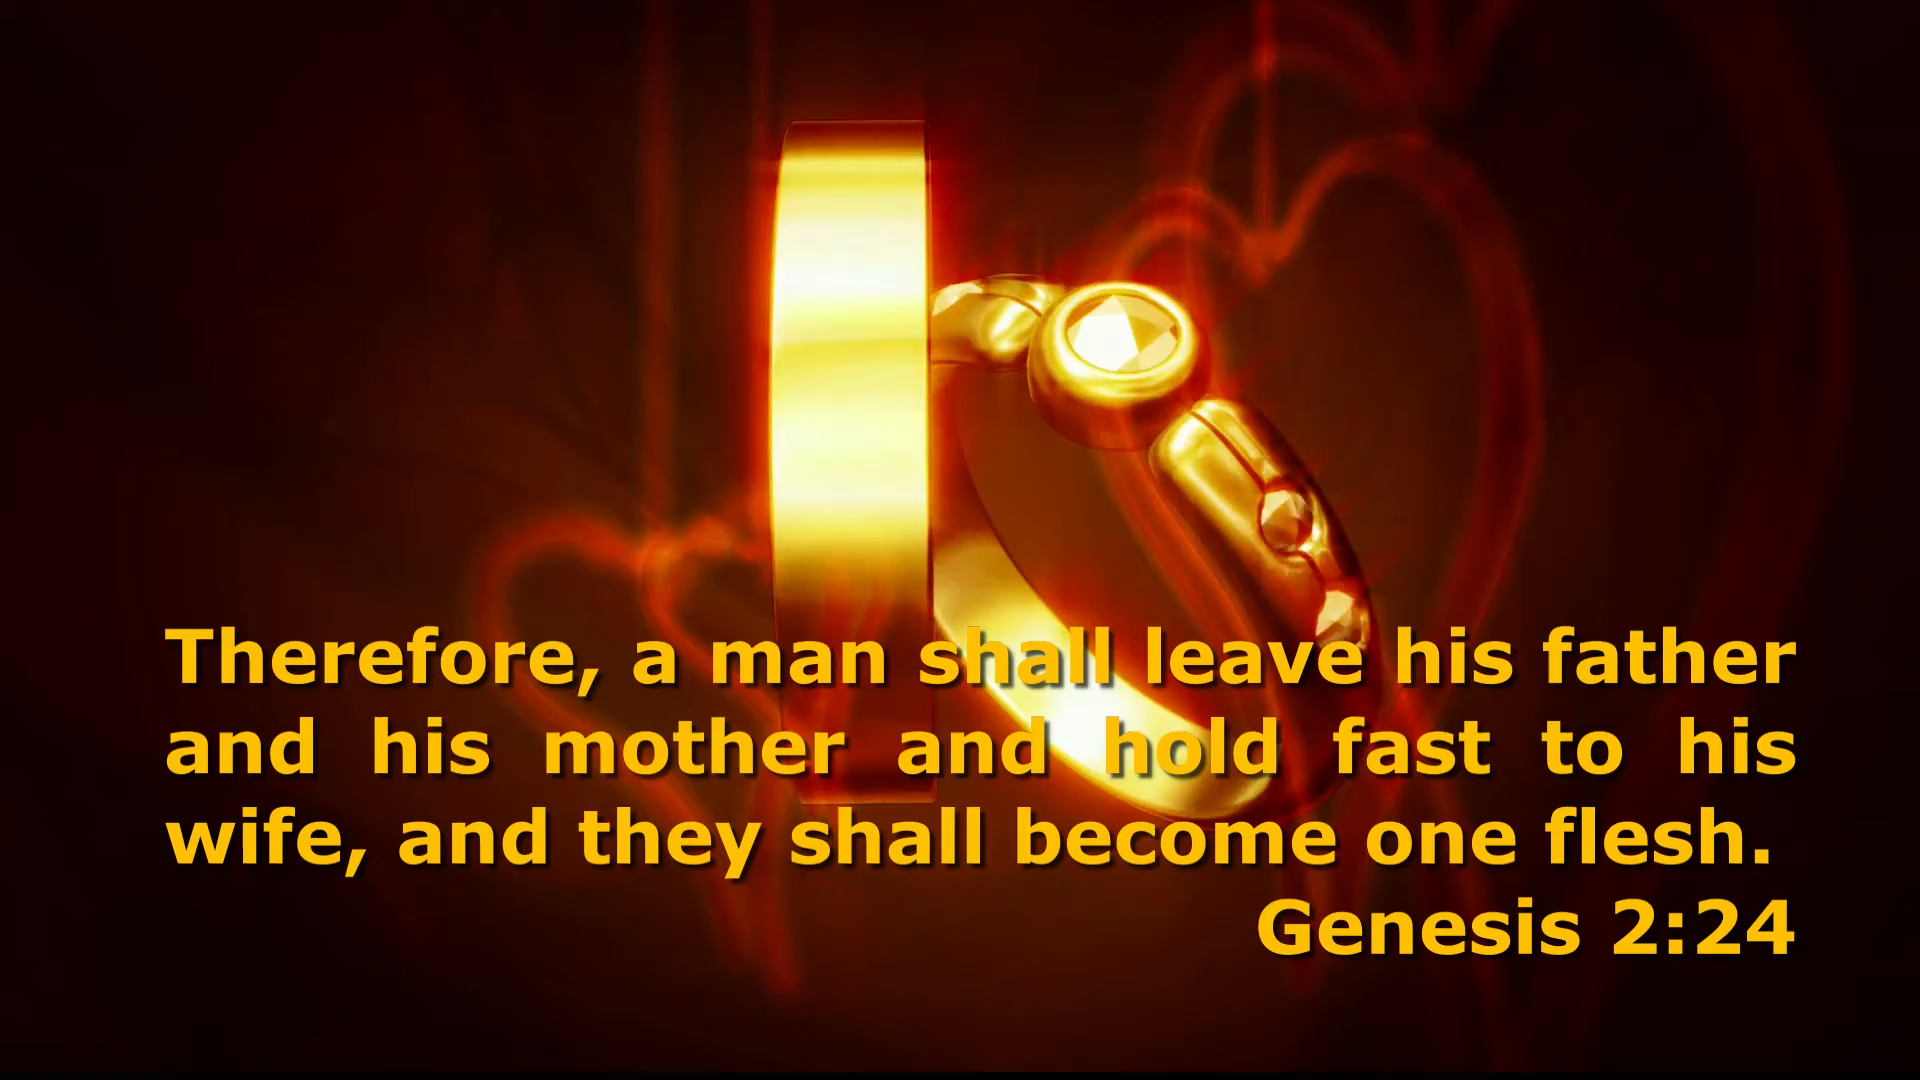 Therefore, a man shall leave his father
and his mother and hold fast to his
wife, and they shall become one flesh.
Genesis 2:24